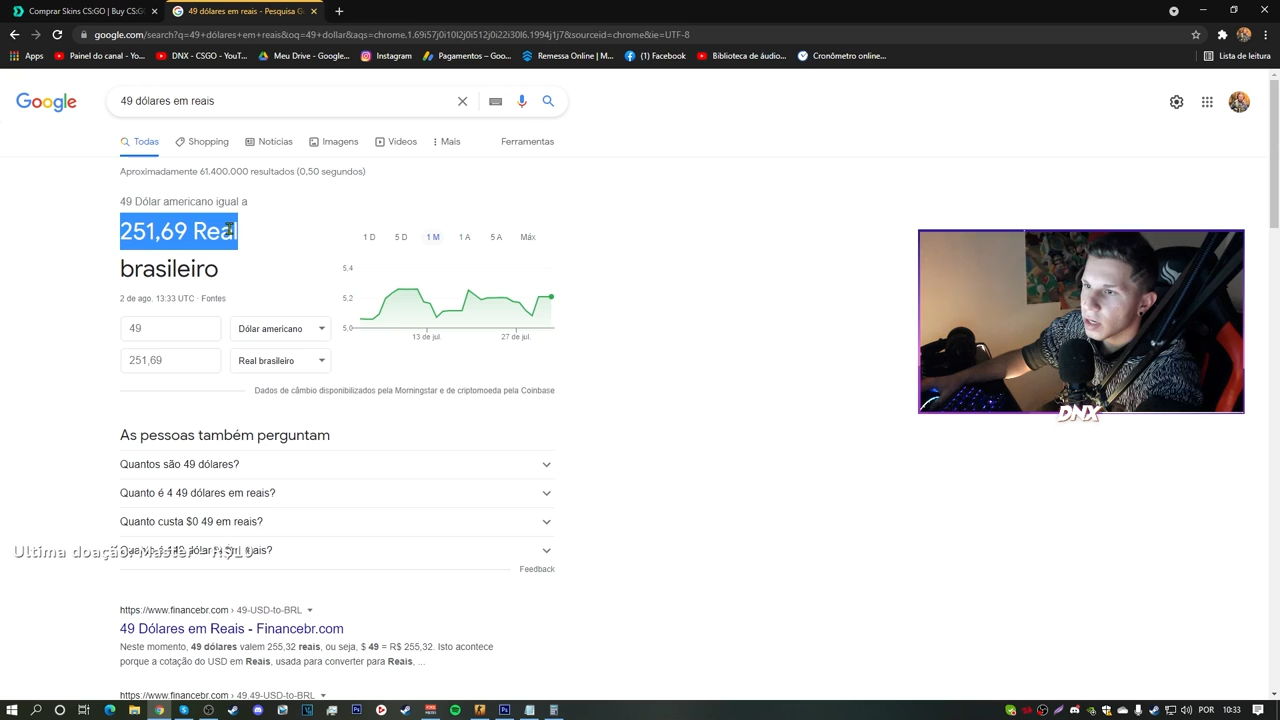 Comprar Skins CSGO | Buy CS:G
49 dólares em reais - Pesquisa G
google.com/search?q=49+dólares+em+reais&oq=49+dollar&aqs=chrome.1.69i57j0i10l2j0i512j0i22i30l6.1994j1j7&sourceid=chrome&ie=UTF-8
Apps
Painel do canal - Yo...
DNX - CSGO - YouTub...
Meu Drive - Google...
Instagram
Pagamentos – Goo...
Remessa Online | M...
(1) Facebook
Biblioteca de áudio...
Cronômetro online...
Lista de leitura
Google
49 dólares em reais
Todas
Shopping
Notícias
Imagens
Vídeos
Mais
Ferramentas
Aproximadamente 61.400.000 resultados (0,50 segundos)
49 Dólar americano igual a
251,69 Real
brasileiro
2 de ago. 13:33 UTC · Fontes
49
Dólar americano
251,69
Real brasileiro
1 D
5 D
1 M
1 A
5 A
Máx
5,4
5,2
5,0
13 de jul.
27 de jul.
Dados de câmbio disponibilizados pela Morningstar e de criptomoeda pela Coinbase
DNX
As pessoas também perguntam
Quantos são 49 dólares?
Quanto é 4 49 dólares em reais?
Quanto custa $0 49 em reais?
Ultima doação: Master - R$10
Feedback
https://www.financebr.com › 49-USD-to-BRL
49 Dólares em Reais - Financebr.com
Neste momento, 49 dólares valem 255,32 reais, ou seja, $ 49 = R$ 255,32. Isto acontece
porque a cotação do USD em Reais, usada para converter para Reais, ...
https://www.financebr.com › 49.49-USD-to-BRL
POR
10:33